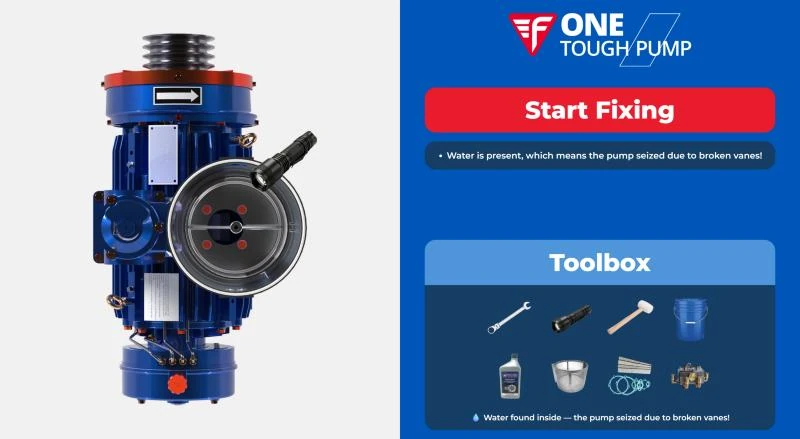 ONE
TOUGH PUMP
Start Fixing
• Water is present, which means the pump seized due to broken vanes!
Toolbox
💧 Water found inside — the pump seized due to broken vanes!